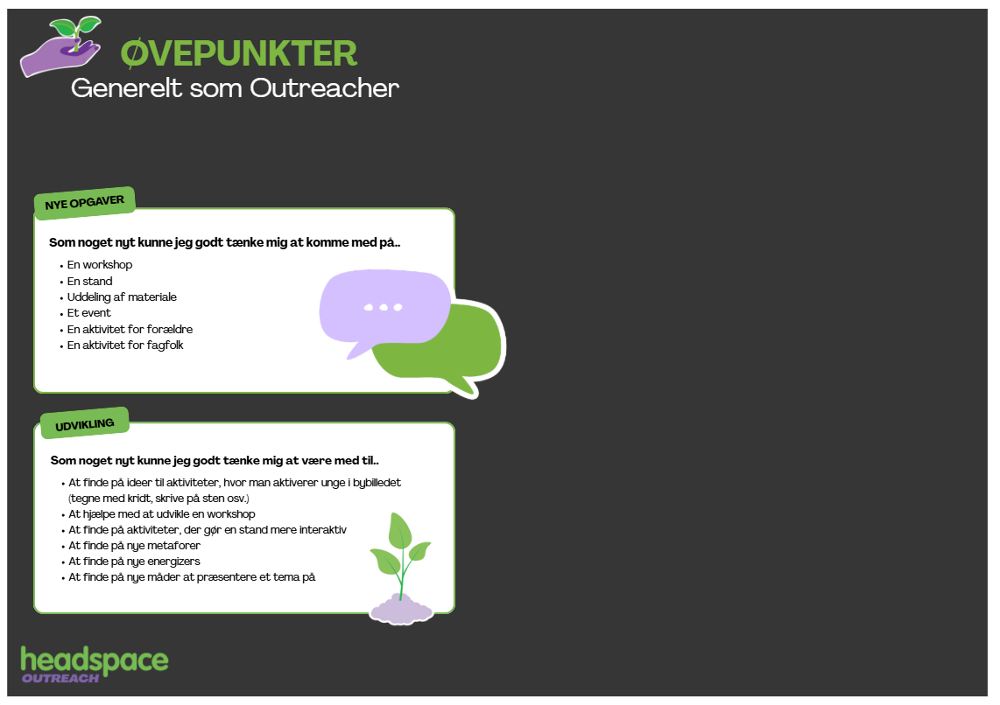 ØVEPUNKTER
Generelt som Outreacher
NYE OPGAVER
Som noget nyt kunne jeg godt tænke mig at komme med på..
• En workshop
• En stand
• Uddeling af materiale
• Et event
• En aktivitet for forældre
• En aktivitet for fagfolk
UDVIKLING
Som noget nyt kunne jeg godt tænke mig at være med til..
• At finde på ideer til aktiviteter, hvor man aktiverer unge i bybilledet
(tegne med kridt, skrive på sten osv.)
• At hjælpe med at udvikle en workshop
• At finde på aktiviteter, der gør en stand mere interaktiv
• At finde på nye metaforer
• At finde på nye energizers
• At finde på nye måder at præsentere et tema på
headspace
OUTREACH